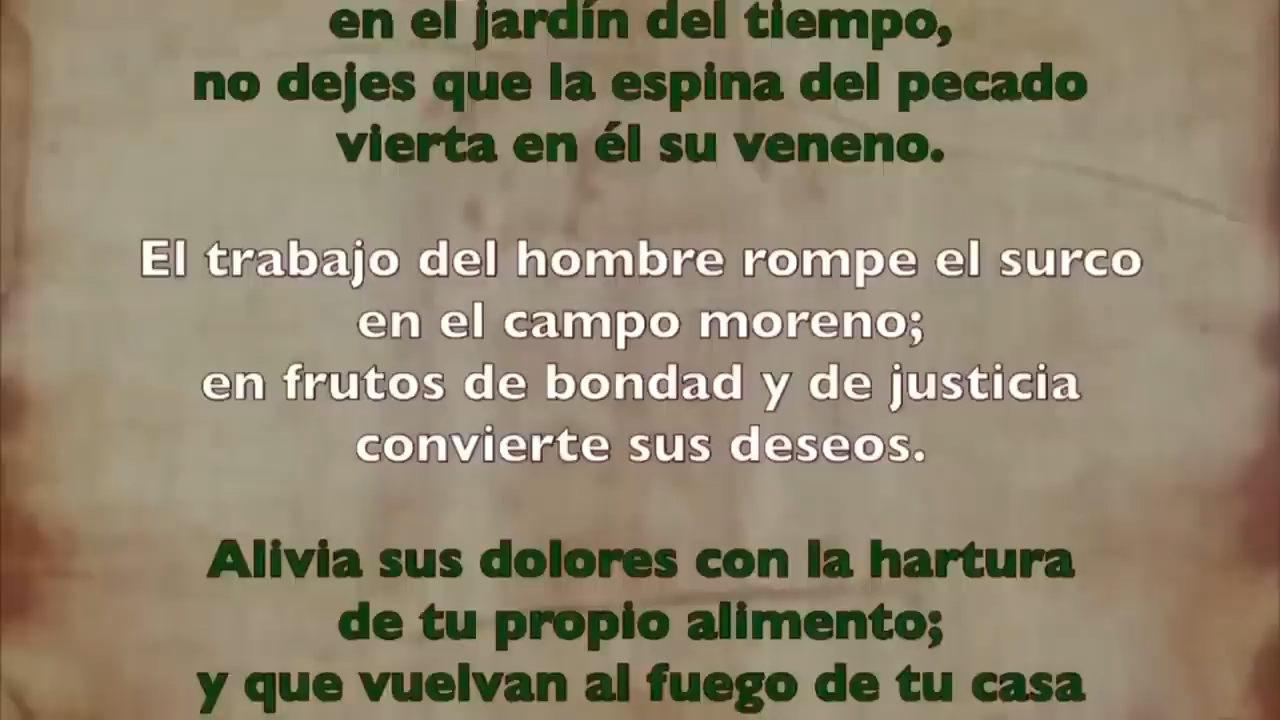 en el jardín del tiempo,
no dejes que la espina del pecado
vierta en él su veneno.
El trabajo del hombre rompe el surco
en el campo moreno;
en frutos de bondad y de justicia
convierte sus deseos.
Alivia sus dolores con la hartura
de tu propio alimento;
y que vuelvan al fuego de tu casa